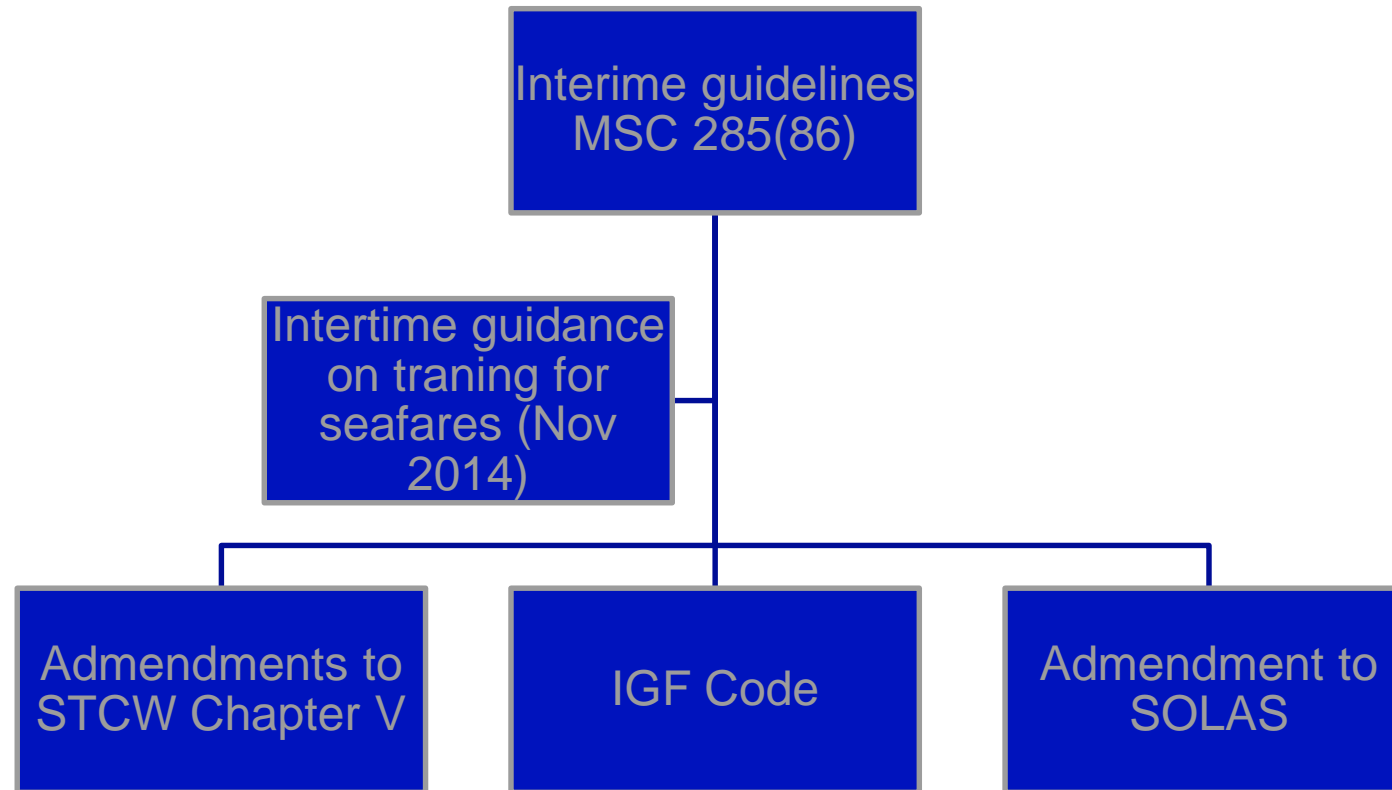 Interime guidelines
MSC 285(86)
Intertime guidance
on traning for
seafares (Nov
2014)
Admendments to
STCW Chapter V
IGF Code
Admendment to
SOLAS